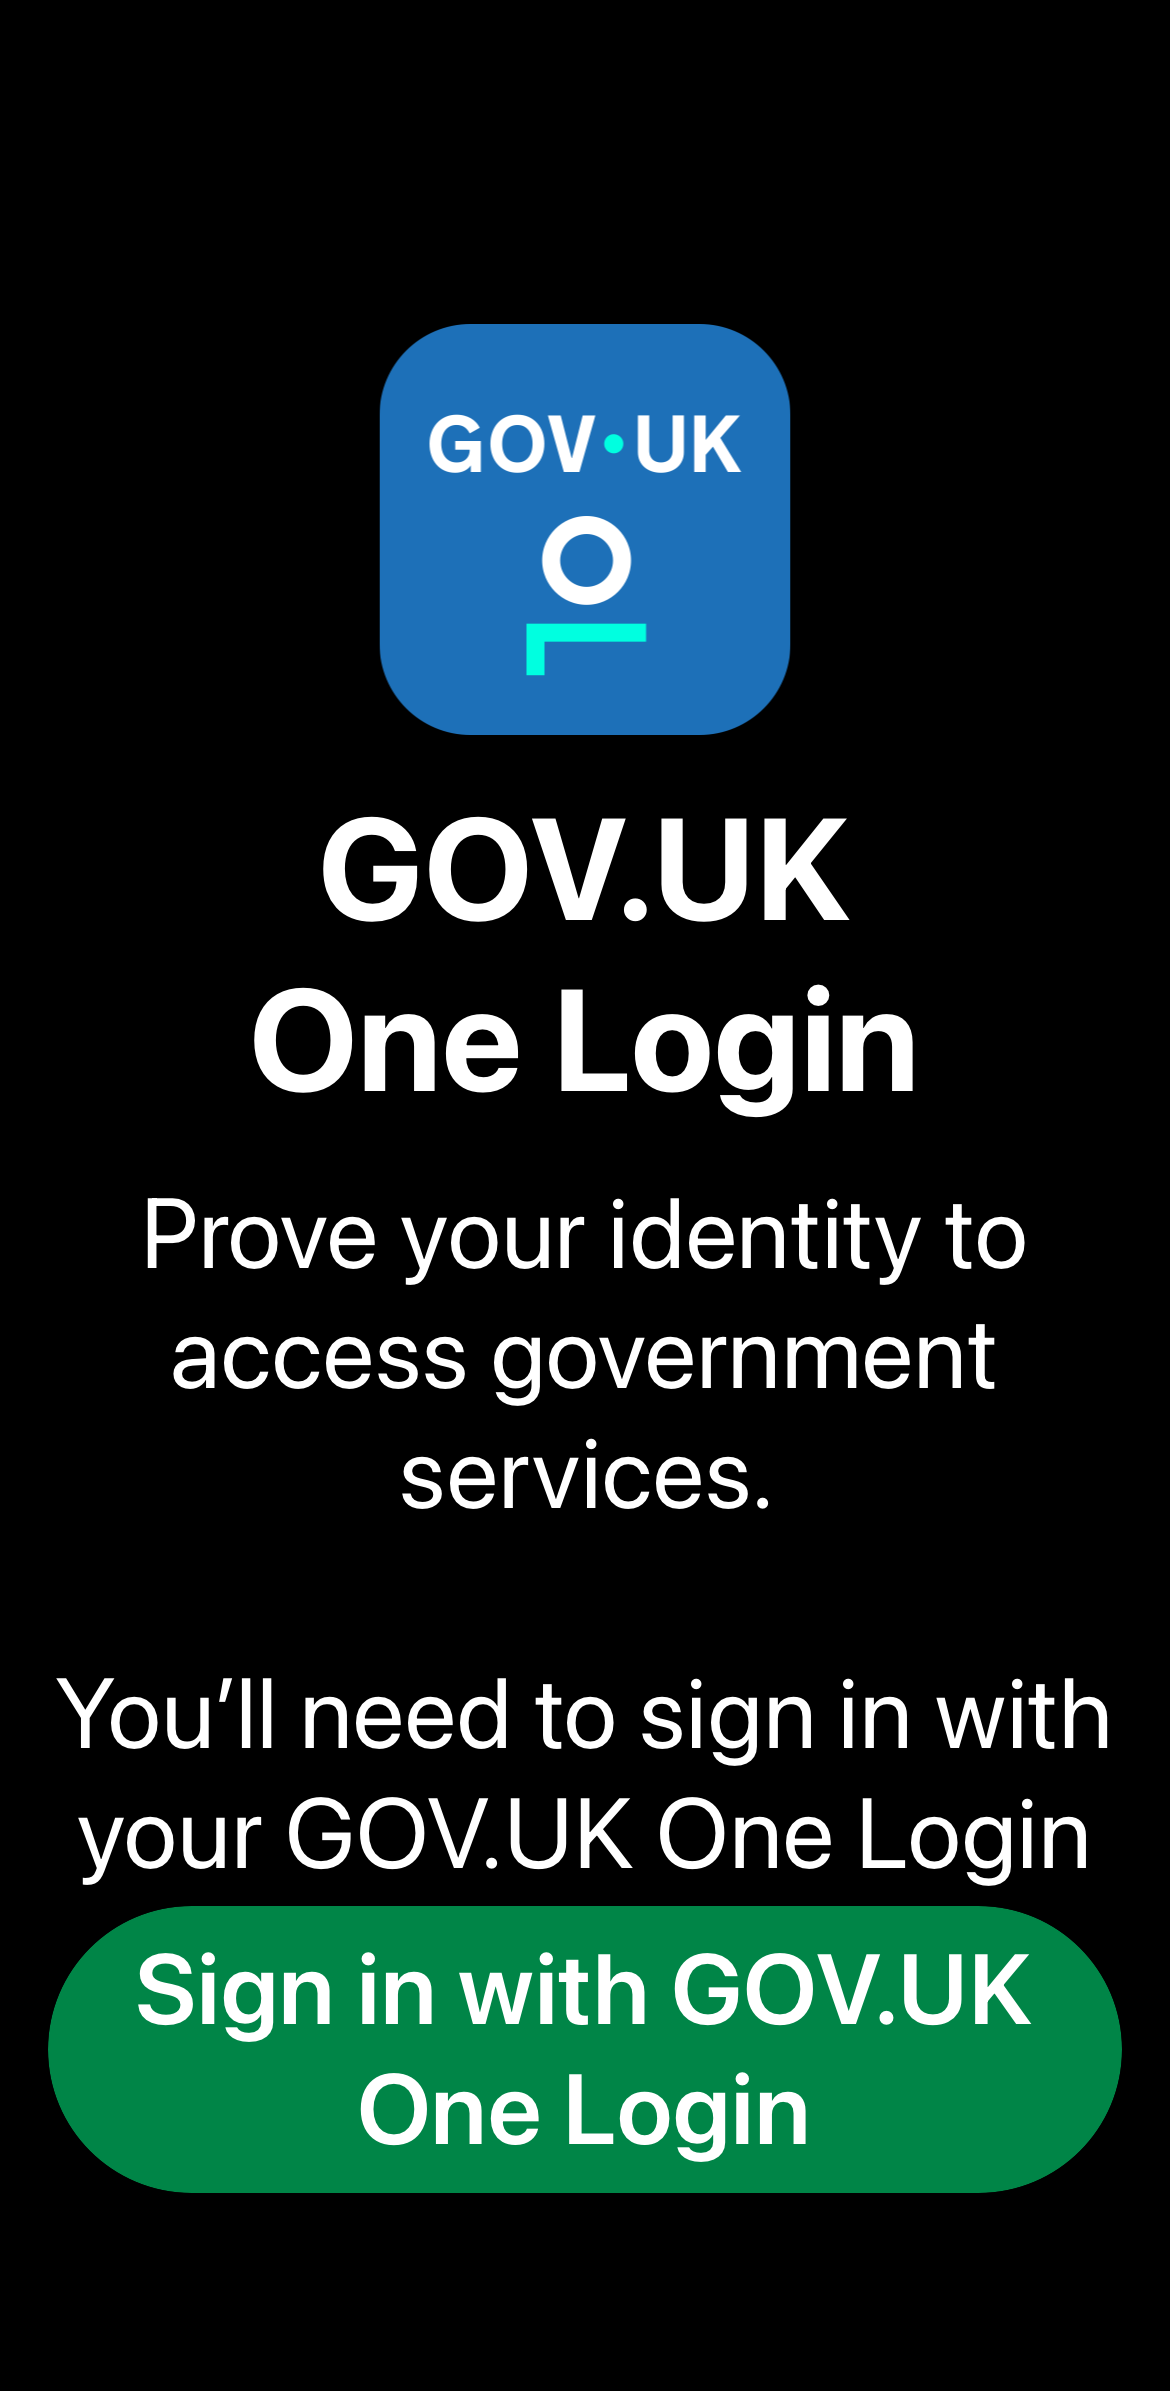 GOV•UK
GOV.UK
One Login
Prove your identity to
access government
services.
You’ll need to sign in with
your GOV.UK One Login
Sign in with GOV.UK
One Login